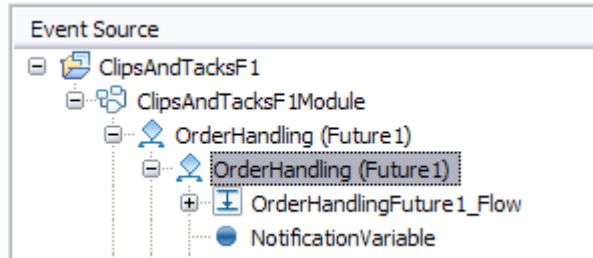 Event Source
ClipsAndTacksF1
ClipsAndTacksF1Module
OrderHandling (Future1)
OrderHandling (Future1)
OrderHandlingFuture1_Flow
NotificationVariable